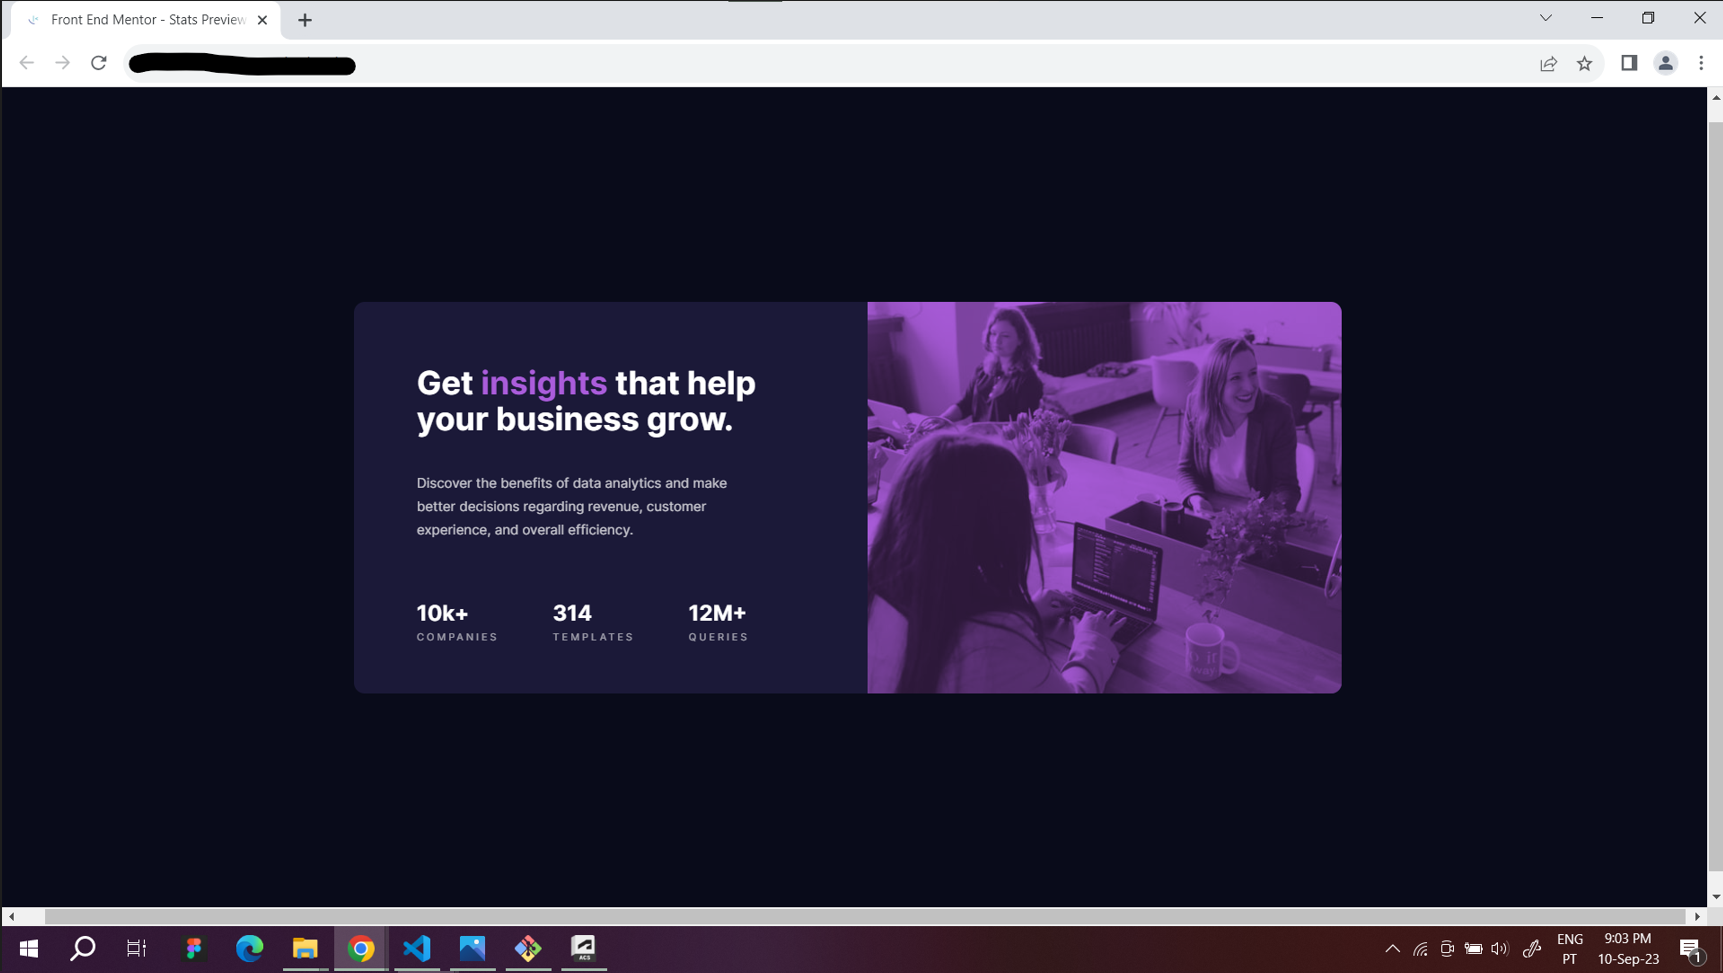 Front End Mentor - Stats Preview
Get insights that help
your business grow.
Discover the benefits of data analytics and make
better decisions regarding revenue, customer
experience, and overall efficiency.
10k+ 314 12M+
COMPANIES TEMPLATES QUERIES
ACS
ENG 9:03 PM
PT 10-Sep-23
1